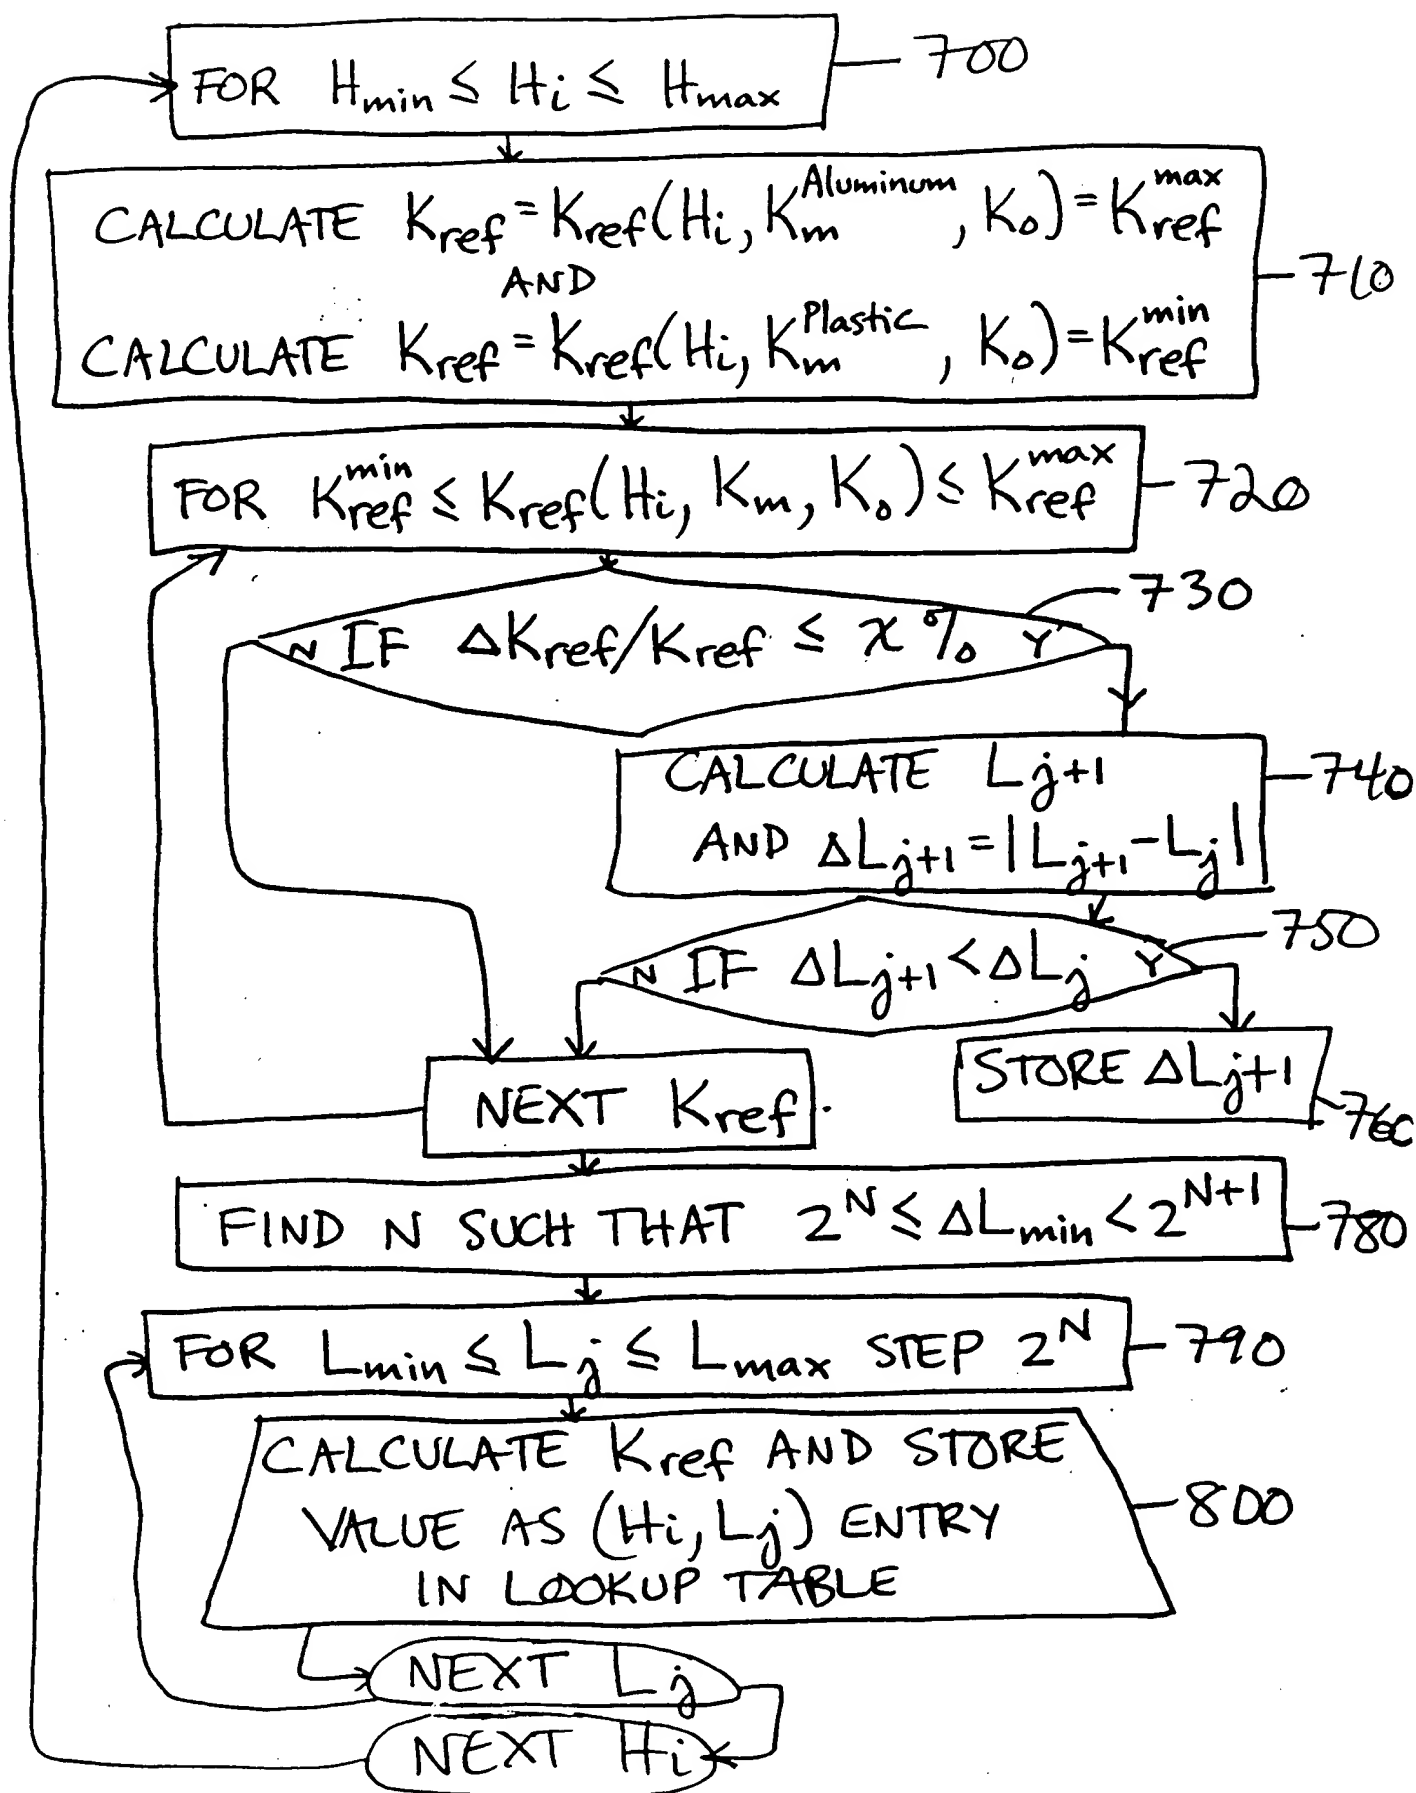 FOR Hmin ≤ Hi ≤ Hmax 700
CALCULATE Kref = Kref(Hi, Km^Aluminum, Ko) = Kref^max
AND
710
CALCULATE Kref = Kref(Hi, Km^Plastic, Ko) = Kref^min
FOR Kref^min ≤ Kref(Hi, Km, Ko) ≤ Kref^max 720
730
N IF ΔKref/Kref ≤ x% Y
CALCULATE Lj+1 740
AND ΔLj+1 = |Lj+1 - Lj|
750
N IF ΔLj+1 < ΔLj Y
STORE ΔLj+1
NEXT Kref
760
FIND N SUCH THAT 2^N ≤ ΔLmin < 2^N+1 780
FOR Lmin ≤ Lj ≤ Lmax STEP 2^N 790
CALCULATE Kref AND STORE
VALUE AS (Hi, Lj) ENTRY 800
IN LOOKUP TABLE
NEXT Lj
NEXT Hi